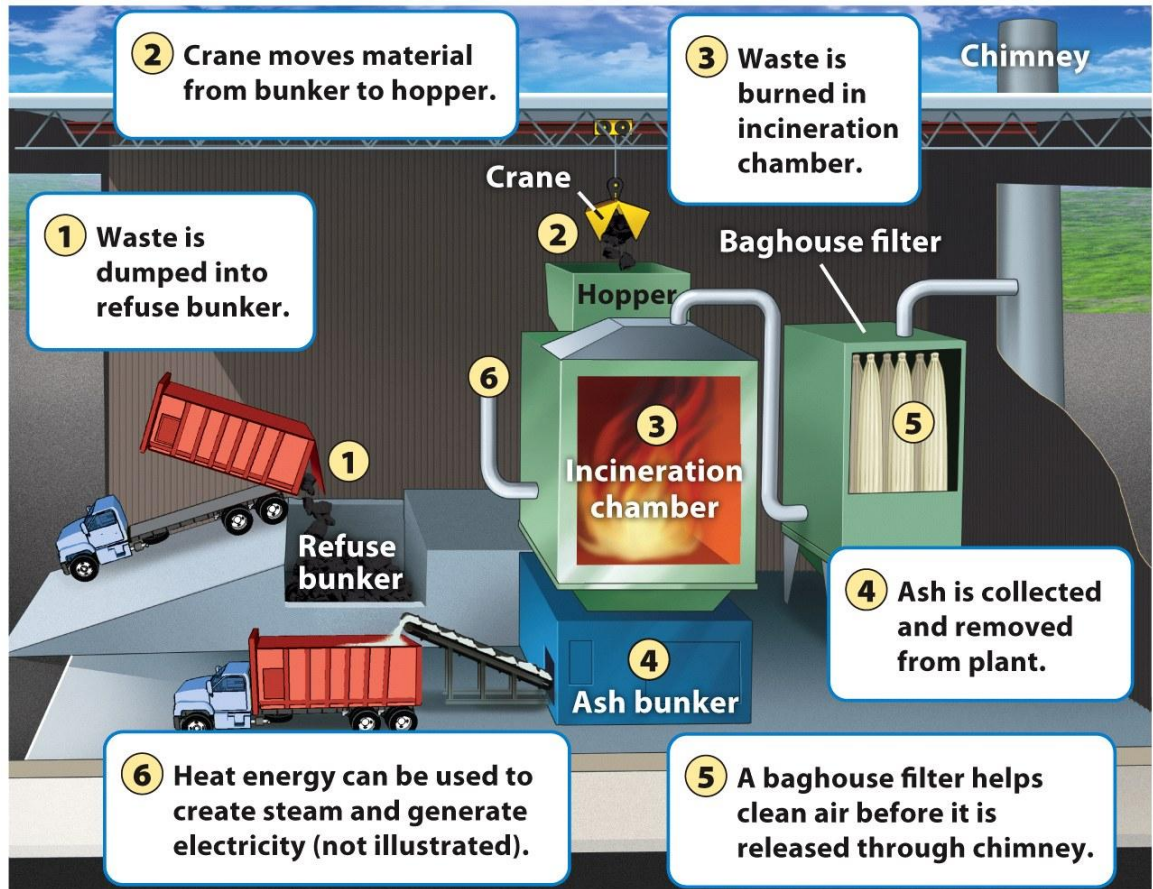 2 Crane moves material
from bunker to hopper.
3 Waste is
burned in
incineration
chamber.
Chimney
Crane
2
1 Waste is
dumped into
refuse bunker.
Baghouse filter
Hopper
6
3
5
1
Incineration
chamber
Refuse
bunker
4 Ash is collected
and removed
from plant.
4
Ash bunker
6 Heat energy can be used to
create steam and generate
electricity (not illustrated).
5 A baghouse filter helps
clean air before it is
released through chimney.